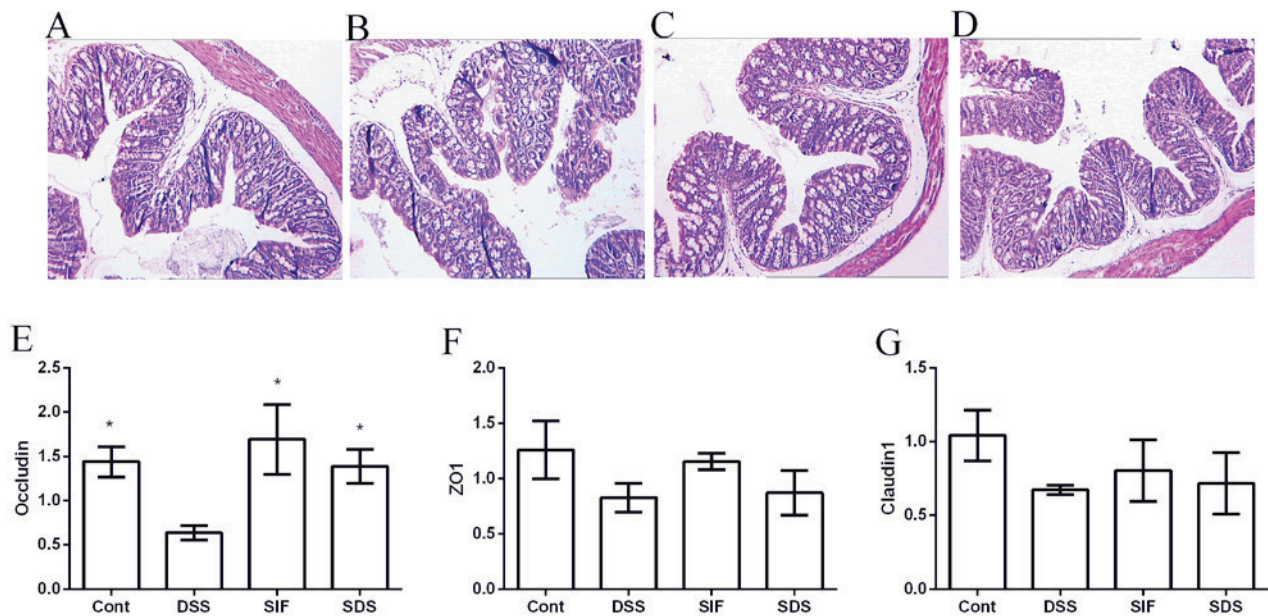 A
B
C
D
E
F
G
2.5
2.0
1.5
1.0
0.5
0.0
Occludin
*
*
*
Cont
DSS
SIF
SDS
2.0
1.5
1.0
0.5
0.0
ZO1
Cont
DSS
SIF
SDS
1.5
1.0
0.5
0.0
Claudin1
Cont
DSS
SIF
SDS